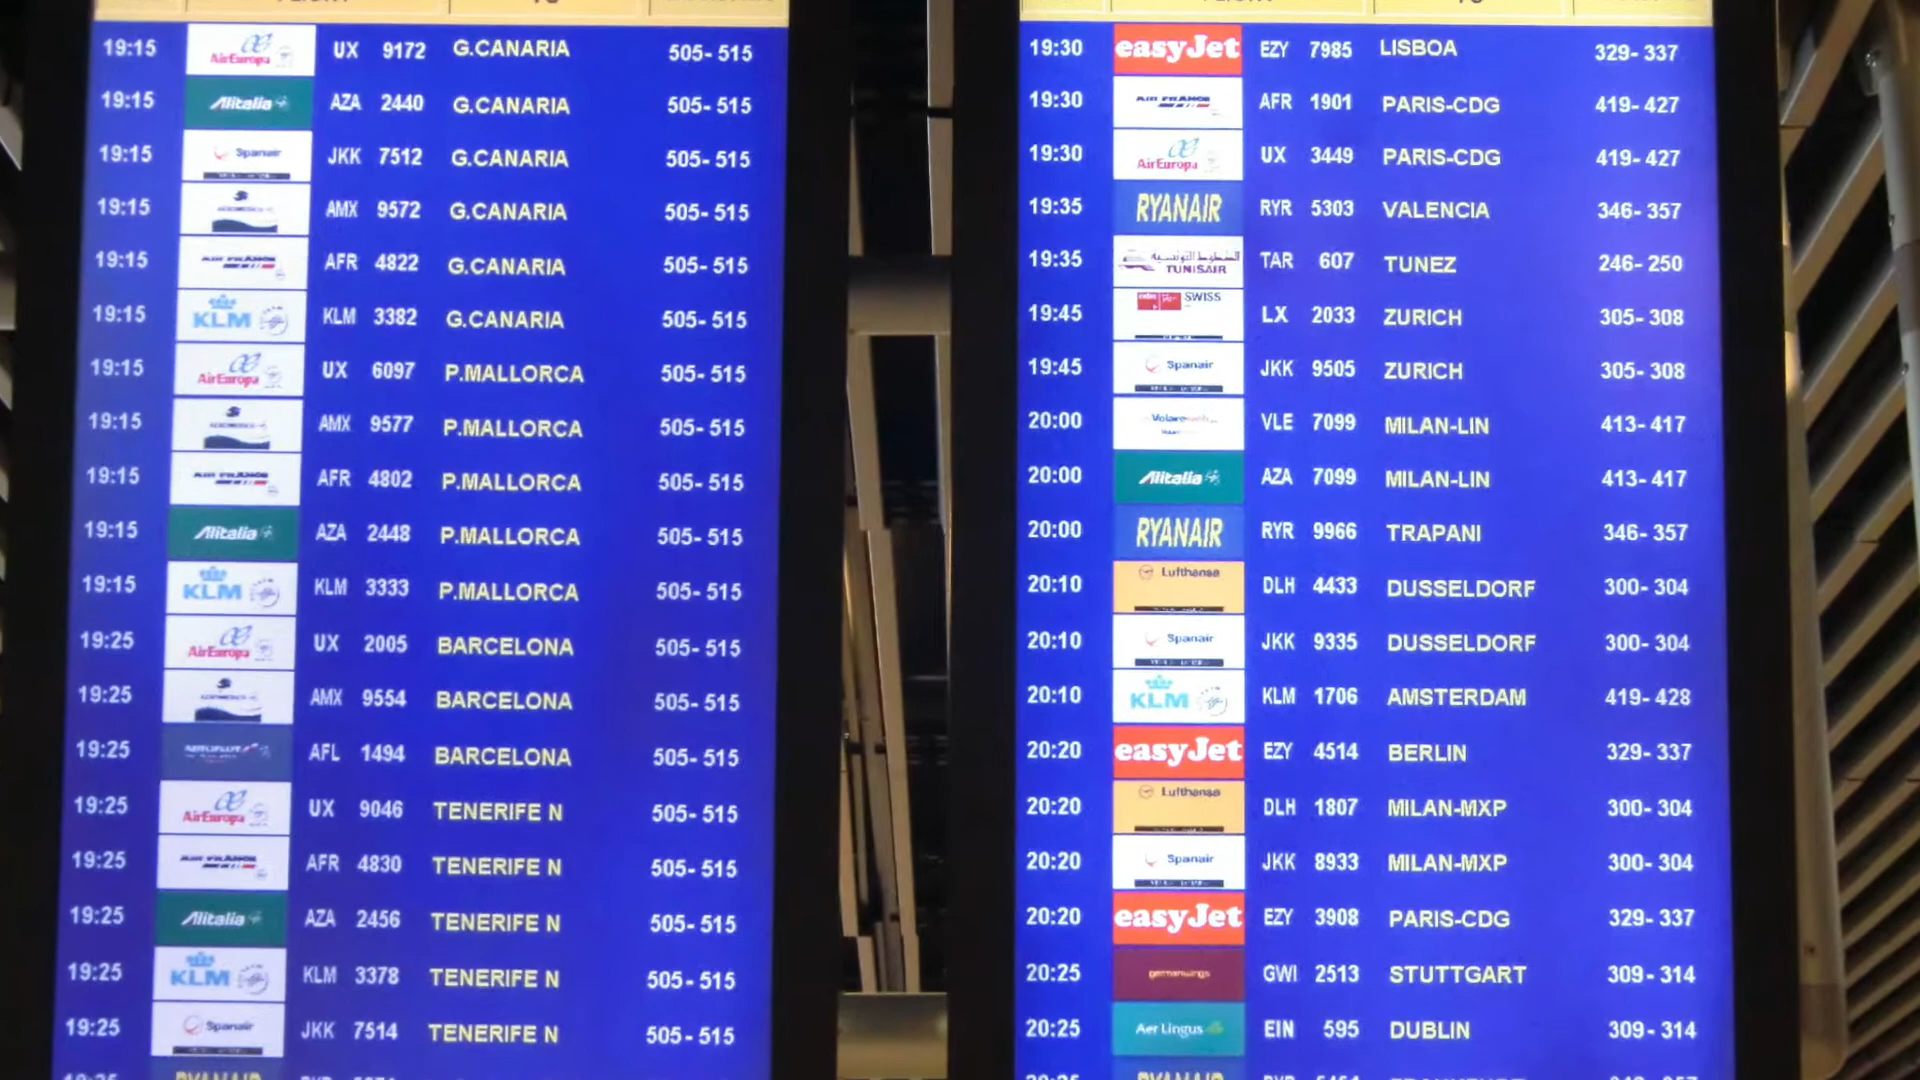 19:15 AirEuropa UX 9172 G.CANARIA 505-515
19:15 Alitalia AZA 2440 G.CANARIA 505-515
19:15 Spanair JKK 7512 G.CANARIA 505-515
19:15 AMX 9572 G.CANARIA 505-515
19:15 AIR FRANCE AFR 4822 G.CANARIA 505-515
19:15 KLM KLM 3382 G.CANARIA 505-515
19:15 AirEuropa UX 6097 P.MALLORCA 505-515
19:15 AMX 9577 P.MALLORCA 505-515
19:15 AIR FRANCE AFR 4802 P.MALLORCA 505-515
19:15 Alitalia AZA 2448 P.MALLORCA 505-515
19:15 KLM KLM 3333 P.MALLORCA 505-515
19:25 AirEuropa UX 2005 BARCELONA 505-515
19:25 AMX 9554 BARCELONA 505-515
19:25 AFL 1494 BARCELONA 505-515
19:25 AirEuropa UX 9046 TENERIFE N 505-515
19:25 AIR FRANCE AFR 4830 TENERIFE N 505-515
19:25 Alitalia AZA 2456 TENERIFE N 505-515
19:25 KLM KLM 3378 TENERIFE N 505-515
19:25 Spanair JKK 7514 TENERIFE N 505-515
RYANAIR
19:30 easyJet EZY 7985 LISBOA 329-337
19:30 AIR FRANCE AFR 1901 PARIS-CDG 419-427
19:30 AirEuropa UX 3449 PARIS-CDG 419-427
19:35 RYANAIR RYR 5303 VALENCIA 346-357
19:35 الخطوط التونسية TUNISAIR TAR 607 TUNEZ 246-250
19:45 SWISS LX 2033 ZURICH 305-308
19:45 Spanair JKK 9505 ZURICH 305-308
20:00 Volareweb VLE 7099 MILAN-LIN 413-417
20:00 Alitalia AZA 7099 MILAN-LIN 413-417
20:00 RYANAIR RYR 9966 TRAPANI 346-357
20:10 Lufthansa DLH 4433 DUSSELDORF 300-304
20:10 Spanair JKK 9335 DUSSELDORF 300-304
20:10 KLM KLM 1706 AMSTERDAM 419-428
20:20 easyJet EZY 4514 BERLIN 329-337
20:20 Lufthansa DLH 1807 MILAN-MXP 300-304
20:20 Spanair JKK 8933 MILAN-MXP 300-304
20:20 easyJet EZY 3908 PARIS-CDG 329-337
20:25 germanwings GWI 2513 STUTTGART 309-314
20:25 Aer Lingus EIN 595 DUBLIN 309-314
RYANAIR